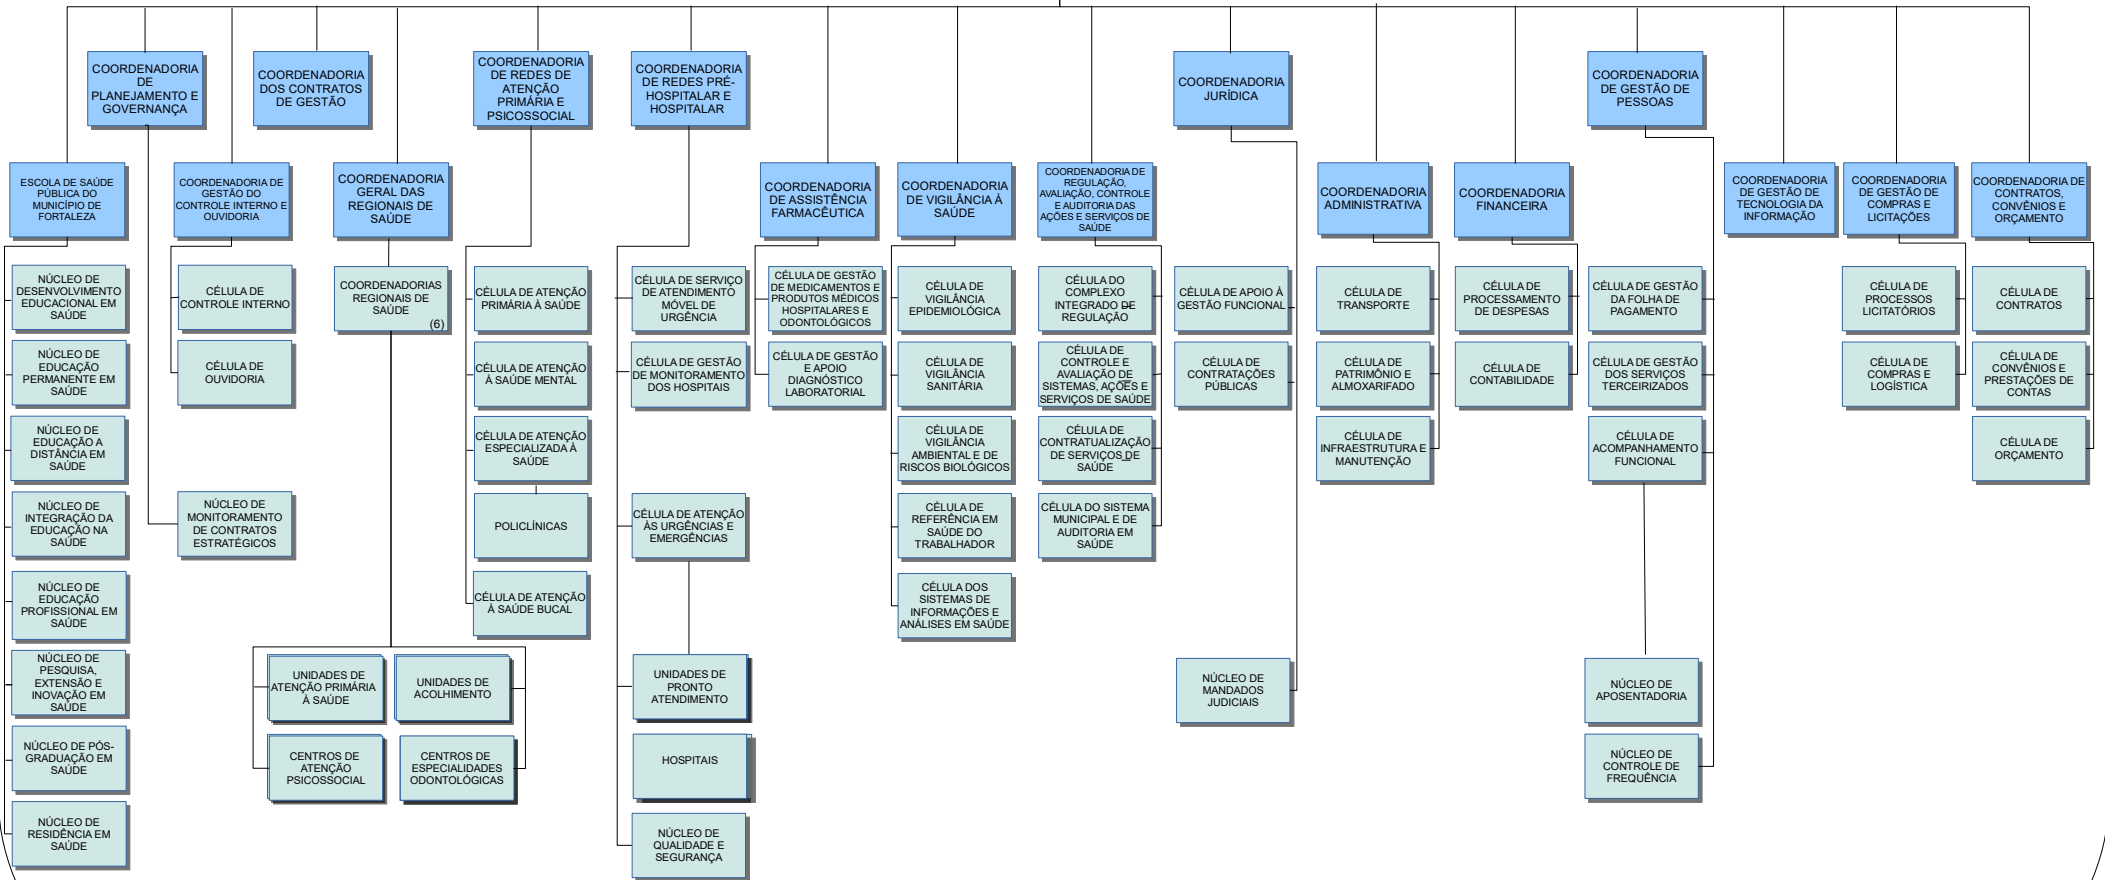 COORDENADORIA
DE
PLANEJAMENTO E
GOVERNANÇA
COORDENADORIA
DOS CONTRATOS
DE GESTÃO
COORDENADORIA
DE REDES DE
ATENÇÃO
PRIMÁRIA E
PSICOSSOCIAL
COORDENADORIA
DE REDES PRÉ-
HOSPITALAR E
HOSPITALAR
COORDENADORIA
JURÍDICA
COORDENADORIA
DE GESTÃO DE
PESSOAS
ESCOLA DE SAÚDE
PÚBLICA DO
MUNICÍPIO DE
FORTALEZA
COORDENADORIA DE
GESTÃO DO
CONTROLE INTERNO E
OUVIDORIA
COORDENADORIA
GERAL DAS
REGIONAIS DE
SAÚDE
COORDENADORIA
DE ASSISTÊNCIA
FARMACÊUTICA
COORDENADORIA
DE VIGILÂNCIA À
SAÚDE
COORDENADORIA DE
REGULAÇÃO,
AVALIAÇÃO, CONTROLE
E AUDITORIA DAS
AÇÕES E SERVIÇOS DE
SAÚDE
COORDENADORIA
ADMINISTRATIVA
COORDENADORIA
FINANCEIRA
COORDENADORIA
DE GESTÃO DE
TECNOLOGIA DA
INFORMAÇÃO
COORDENADORIA
DE GESTÃO DE
COMPRAS E
LICITAÇÕES
COORDENADORIA DE
CONTRATOS,
CONVÊNIOS E
ORÇAMENTO
NÚCLEO DE
DESENVOLVIMENTO
EDUCACIONAL EM
SAÚDE
CÉLULA DE
CONTROLE INTERNO
COORDENADORIAS
REGIONAIS DE
SAÚDE
(6)
CÉLULA DE ATENÇÃO
PRIMÁRIA À SAÚDE
CÉLULA DE SERVIÇO
DE ATENDIMENTO
MÓVEL DE
URGÊNCIA
CÉLULA DE GESTÃO
DE MEDICAMENTOS E
PRODUTOS MÉDICOS
HOSPITALARES E
ODONTOLÓGICOS
CÉLULA DE
VIGILÂNCIA
EPIDEMIOLÓGICA
CÉLULA DO
COMPLEXO
INTEGRADO DE
REGULAÇÃO
CÉLULA DE APOIO À
GESTÃO FUNCIONAL
CÉLULA DE
TRANSPORTE
CÉLULA DE
PROCESSAMENTO
DE DESPESAS
CÉLULA DE GESTÃO
DA FOLHA DE
PAGAMENTO
CÉLULA DE
PROCESSOS
LICITATÓRIOS
CÉLULA DE
CONTRATOS
NÚCLEO DE
EDUCAÇÃO
PERMANENTE EM
SAÚDE
CÉLULA DE
OUVIDORIA
CÉLULA DE ATENÇÃO
À SAÚDE MENTAL
CÉLULA DE GESTÃO
DE MONITORAMENTO
DOS HOSPITAIS
CÉLULA DE GESTÃO
E APOIO
DIAGNÓSTICO
LABORATORIAL
CÉLULA DE
VIGILÂNCIA
SANITÁRIA
CÉLULA DE
CONTROLE E
AVALIAÇÃO DE
SISTEMAS, AÇÕES E
SERVIÇOS DE SAÚDE
CÉLULA DE
CONTRATAÇÕES
PÚBLICAS
CÉLULA DE
PATRIMÔNIO E
ALMOXARIFADO
CÉLULA DE
CONTABILIDADE
CÉLULA DE GESTÃO
DOS SERVIÇOS
TERCEIRIZADOS
CÉLULA DE
COMPRAS E
LOGÍSTICA
CÉLULA DE
CONVÊNIOS E
PRESTAÇÕES DE
CONTAS
NÚCLEO DE
EDUCAÇÃO A
DISTÂNCIA EM
SAÚDE
CÉLULA DE ATENÇÃO
ESPECIALIZADA À
SAÚDE
CÉLULA DE
VIGILÂNCIA
AMBIENTAL E DE
RISCOS BIOLÓGICOS
CÉLULA DE
CONTRATUALIZAÇÃO
DE SERVIÇOS DE
SAÚDE
CÉLULA DE
INFRAESTRUTURA E
MANUTENÇÃO
CÉLULA DE
ACOMPANHAMENTO
FUNCIONAL
CÉLULA DE
ORÇAMENTO
NÚCLEO DE
INTEGRAÇÃO DA
EDUCAÇÃO NA
SAÚDE
NÚCLEO DE
MONITORAMENTO
DE CONTRATOS
ESTRATÉGICOS
POLICLÍNICAS
CÉLULA DE ATENÇÃO
ÀS URGÊNCIAS E
EMERGÊNCIAS
CÉLULA DE
REFERÊNCIA EM
SAÚDE DO
TRABALHADOR
CÉLULA DO SISTEMA
MUNICIPAL E DE
AUDITORIA EM
SAÚDE
NÚCLEO DE
EDUCAÇÃO
PROFISSIONAL EM
SAÚDE
CÉLULA DE ATENÇÃO
À SAÚDE BUCAL
CÉLULA DOS
SISTEMAS DE
INFORMAÇÕES E
ANÁLISES EM SAÚDE
NÚCLEO DE
PESQUISA,
EXTENSÃO E
INOVAÇÃO EM
SAÚDE
UNIDADES DE
ATENÇÃO PRIMÁRIA
À SAÚDE
UNIDADES DE
ACOLHIMENTO
UNIDADES DE
PRONTO
ATENDIMENTO
NÚCLEO DE
MANDADOS
JUDICIAIS
NÚCLEO DE
APOSENTADORIA
NÚCLEO DE PÓS-
GRADUAÇÃO EM
SAÚDE
CENTROS DE
ATENÇÃO
PSICOSSOCIAL
CENTROS DE
ESPECIALIDADES
ODONTOLÓGICAS
HOSPITAIS
NÚCLEO DE
CONTROLE DE
FREQUÊNCIA
NÚCLEO DE
RESIDÊNCIA EM
SAÚDE
NÚCLEO DE
QUALIDADE E
SEGURANÇA